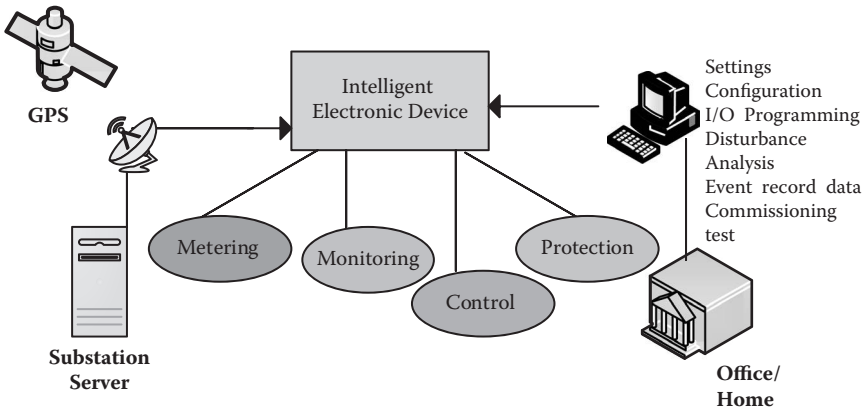 GPS
Intelligent
Electronic Device
Settings
Configuration
I/O Programming
Disturbance
Analysis
Event record data
Commissioning
test
Metering
Monitoring
Control
Protection
Substation
Server
Office/
Home